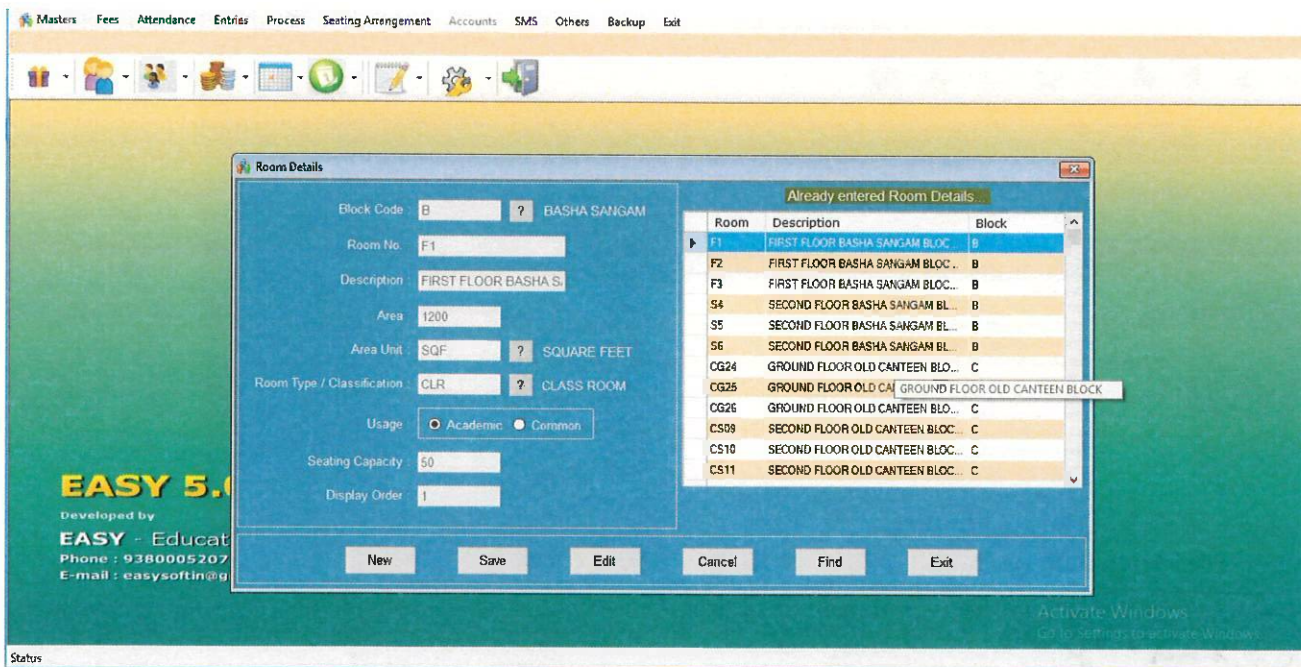 Masters Fees Attendance Entries Process Seating Arrangement Accounts SMS Others Backup Exit
Room Details
Block Code : B ? BASHA SANGAM
Room No. F1
Description : FIRST FLOOR BASHA S
Area 1200
Area Unit : SQF ? SQUARE FEET
Room Type / Classification : CLR ? CLASS ROOM
Usage Academic Common
Seating Capacity : 50
Display Order : 1
Already entered Room Details...
Room Description Block
F1 FIRST FLOOR BASHA SANGAM BLOC... B
F2 FIRST FLOOR BASHA SANGAM BLOC... B
F3 FIRST FLOOR BASHA SANGAM BLOC... B
S4 SECOND FLOOR BASHA SANGAM BL... B
S5 SECOND FLOOR BASHA SANGAM BL... B
S6 SECOND FLOOR BASHA SANGAM BL... B
CG24 GROUND FLOOR OLD CANTEEN BLO... C
CG25 GROUND FLOOR OLD CA
GROUND FLOOR OLD CANTEEN BLOCK
CG26 GROUND FLOOR OLD CANTEEN BLO... C
CS09 SECOND FLOOR OLD CANTEEN BLOC... C
CS10 SECOND FLOOR OLD CANTEEN BLOC... C
CS11 SECOND FLOOR OLD CANTEEN BLOC... C
New Save Edit Cancel Find Exit
EASY 5.
Developed by
EASY - Educat
Phone : 9380005207
E-mail : easysoftin@g
Activate Windows
Go to Settings to activate Windows.
Status